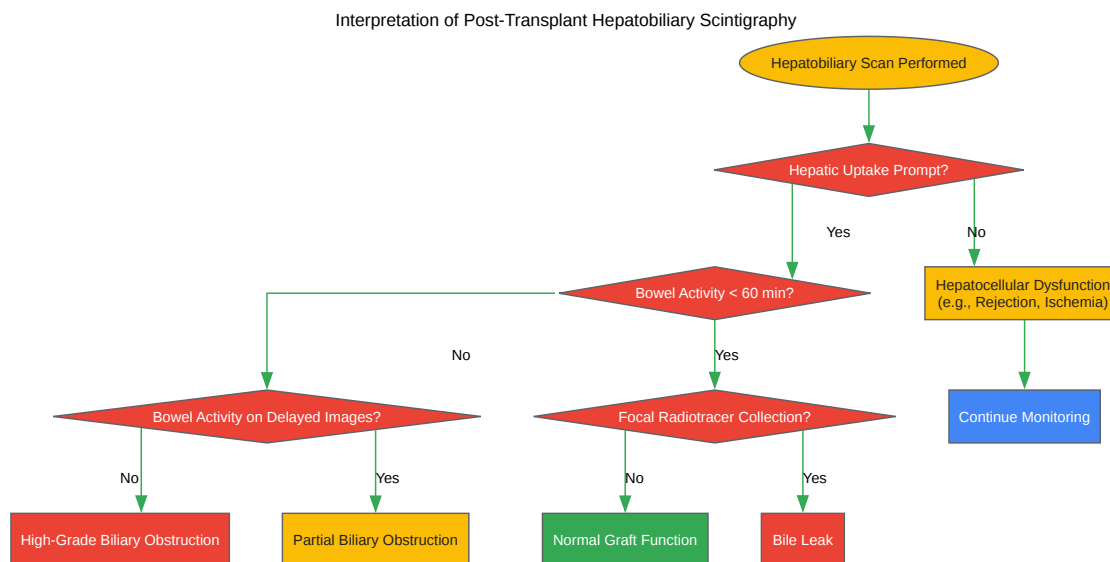 Interpretation of Post-Transplant Hepatobiliary Scintigraphy
Hepatobiliary Scan Performed
Hepatic Uptake Prompt?
Yes
No
Bowel Activity < 60 min?
Hepatocellular Dysfunction
(e.g., Rejection, Ischemia)
No
Yes
Bowel Activity on Delayed Images?
Focal Radiotracer Collection?
Continue Monitoring
No
Yes
No
Yes
High-Grade Biliary Obstruction
Partial Biliary Obstruction
Normal Graft Function
Bile Leak